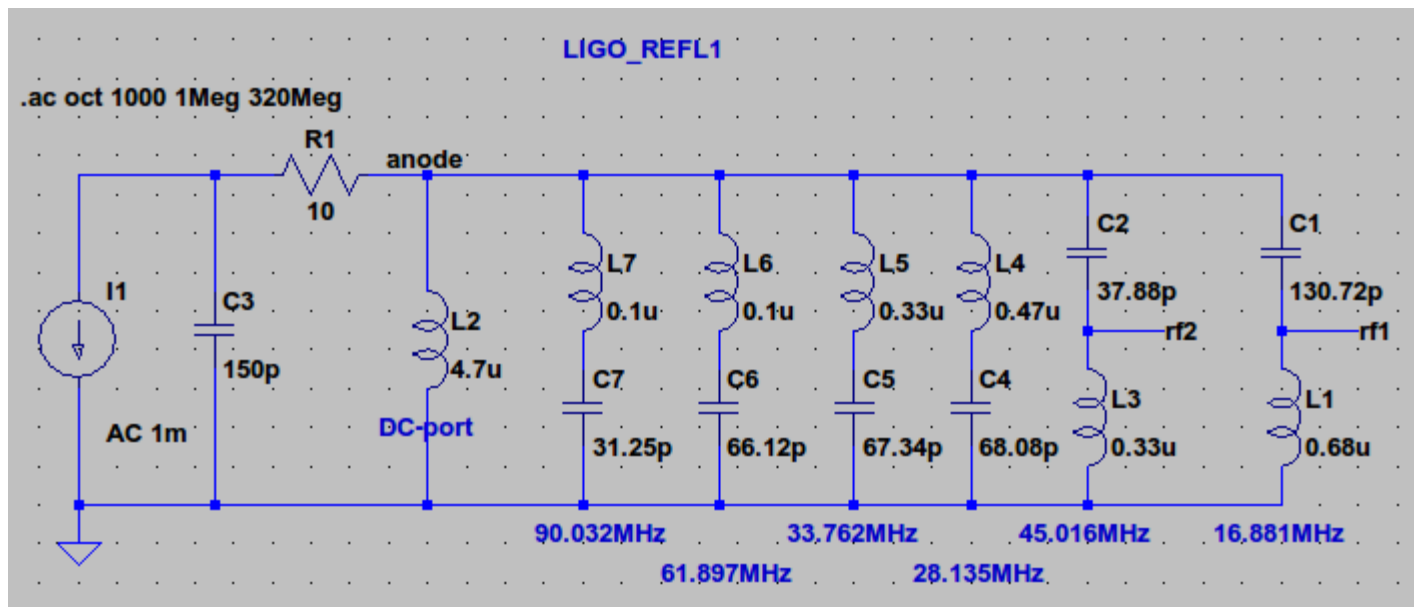 LIGO_REFL1
.ac oct 1000 1Meg 320Meg
R1
anode
10
C2
C1
L7
L6
L5
L4
I1
C3
37.88p
130.72p
0.1u
0.1u
0.33u
0.47u
L2
rf2
rf1
150p
4.7u
C7
C6
C5
C4
L3
L1
AC 1m
DC-port
31.25p
66.12p
67.34p
68.08p
0.33u
0.68u
90.032MHz
33.762MHz
45.016MHz
16.881MHz
61.897MHz
28.135MHz